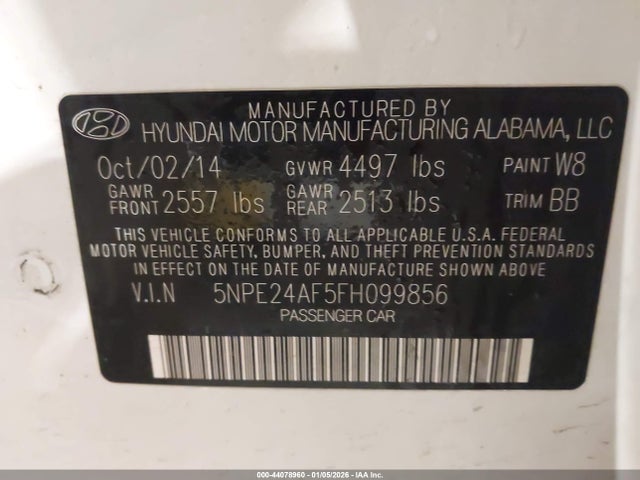 MANUFACTURED BY
HYUNDAI MOTOR MANUFACTURING ALABAMA, LLC
Oct/02/14 GVWR 4497 lbs PAINT W8
GAWR FRONT 2557 lbs GAWR REAR 2513 lbs TRIM BB
THIS VEHICLE CONFORMS TO ALL APPLICABLE U.S.A. FEDERAL
MOTOR VEHICLE SAFETY, BUMPER, AND THEFT PREVENTION STANDARDS
IN EFFECT ON THE DATE OF MANUFACTURE SHOWN ABOVE.
V.I.N 5NPE24AF5FH099856
PASSENGER CAR
000-44078960 - 01/05/2026 - IAA Inc.